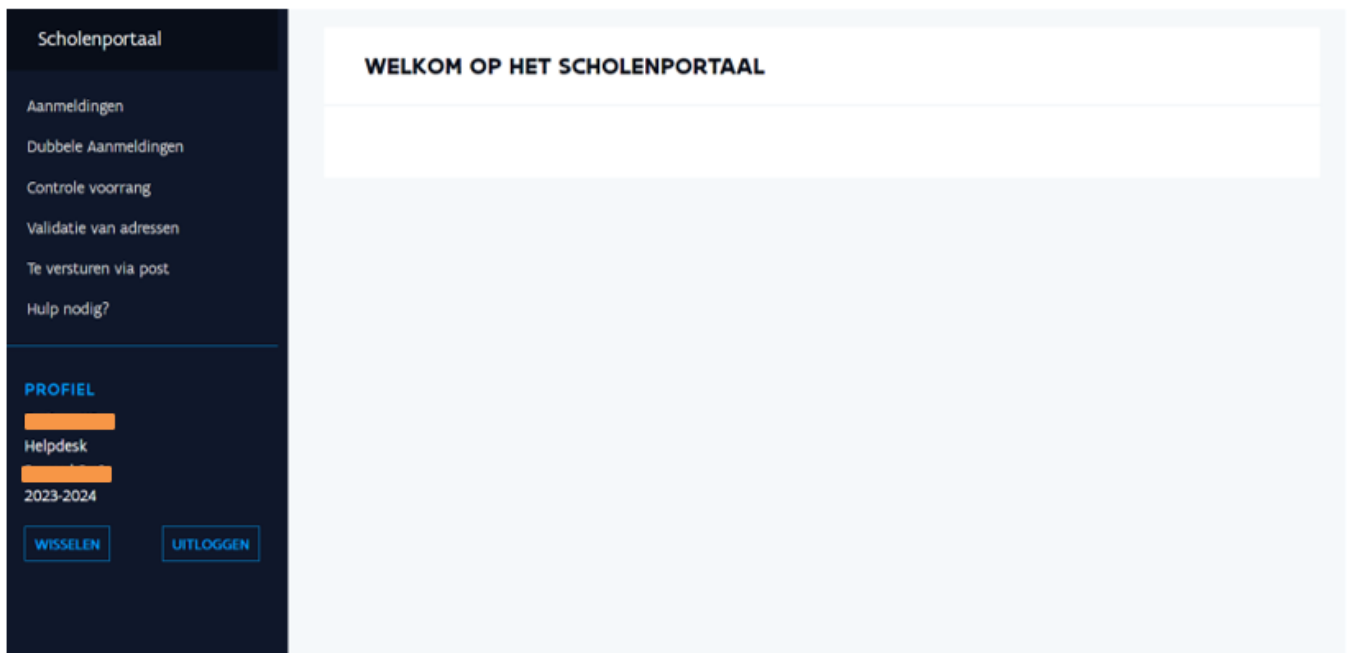 Scholenportaal
Aanmeldingen
Dubbele Aanmeldingen
Controle voorrang
Validatie van adressen
Te versturen via post
Hulp nodig?
PROFIEL
Helpdesk
2023-2024
WISSELEN
UITLOGGEN
WELKOM OP HET SCHOLENPORTAAL